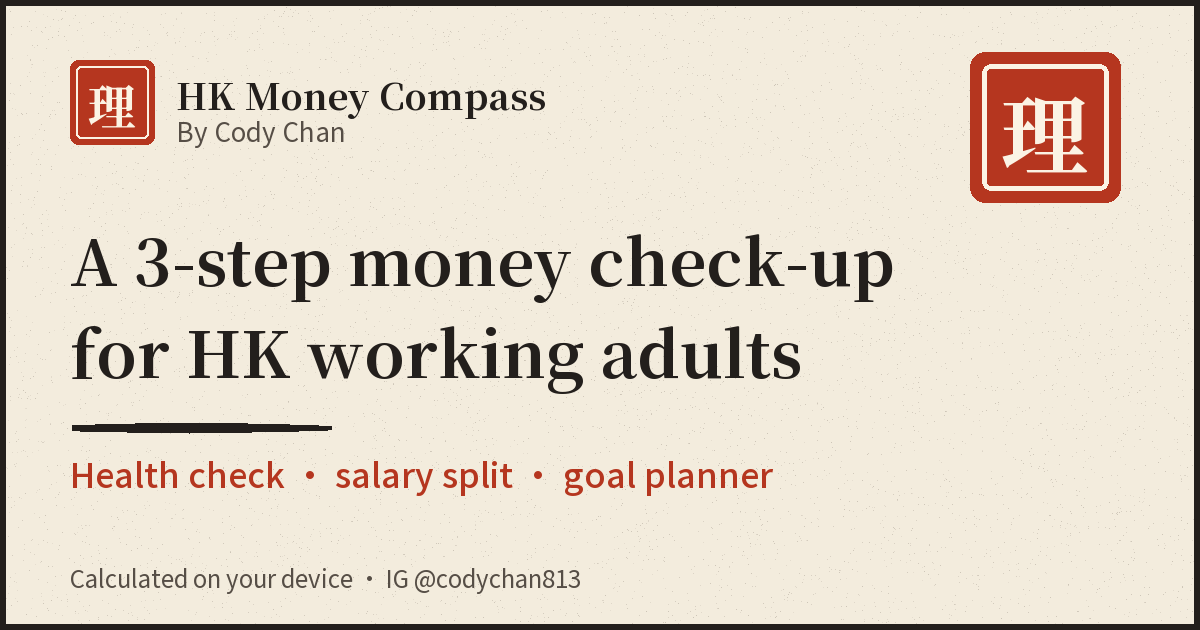 理
HK Money Compass
By Cody Chan
理
A 3-step money check-up
for HK working adults
Health check • salary split • goal planner
Calculated on your device • IG @codychan813